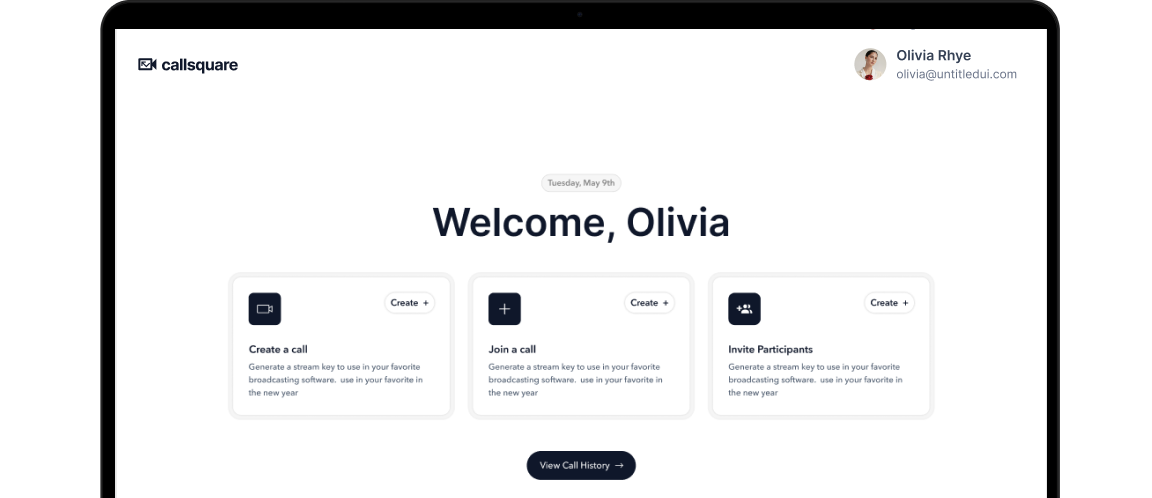 callsquare
Olivia Rhye
olivia@untitledui.com
Tuesday, May 9th
Welcome, Olivia
Create +
Create a call
Generate a stream key to use in your favorite
broadcasting software. use in your favorite in
the new year
Create +
Join a call
Generate a stream key to use in your favorite
broadcasting software. use in your favorite in
the new year
Create +
Invite Participants
Generate a stream key to use in your favorite
broadcasting software. use in your favorite in
the new year
View Call History →